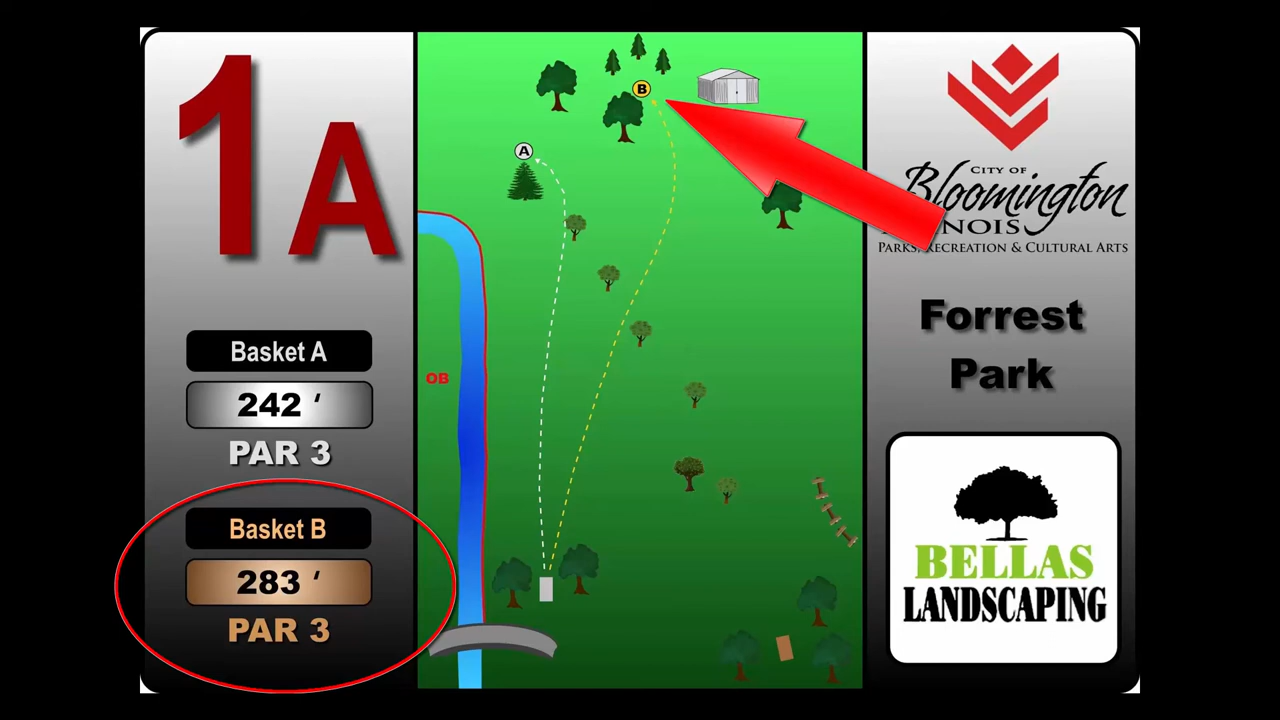 1A
Basket A
242 ′
PAR 3
Basket B
283 ′
PAR 3
A
B
OB
CITY OF
Bloomington
NOIS
PARKS, RECREATION & CULTURAL ARTS
Forrest
Park
BELLAS
LANDSCAPING